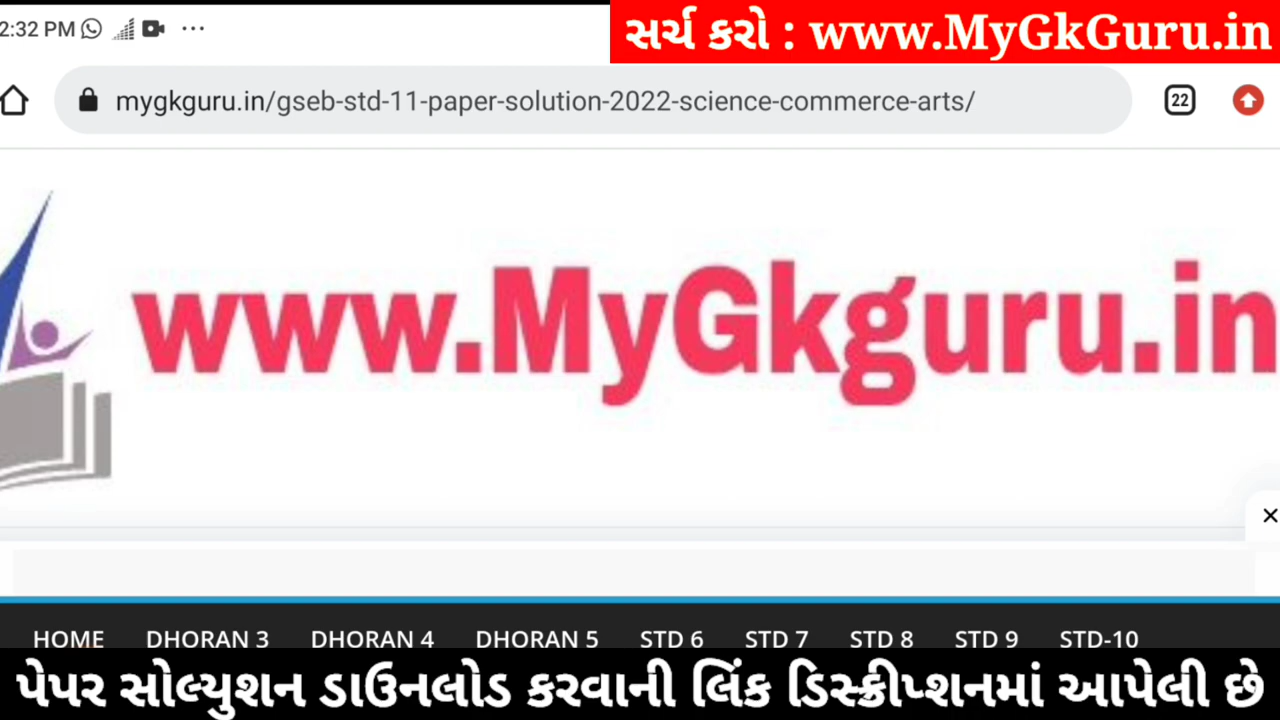 2:32 PM
સર્ચ કરો : www.MyGkGuru.in
mygkguru.in/gseb-std-11-paper-solution-2022-science-commerce-arts/
22
www.MyGkguru.in
HOME DHORAN 3 DHORAN 4 DHORAN 5 STD 6 STD 7 STD 8 STD 9 STD-10
પેપર સોલ્યુશન ડાઉનલોડ કરવાની લિંક ડિસ્ક્રીપ્શનમાં આપેલી છે